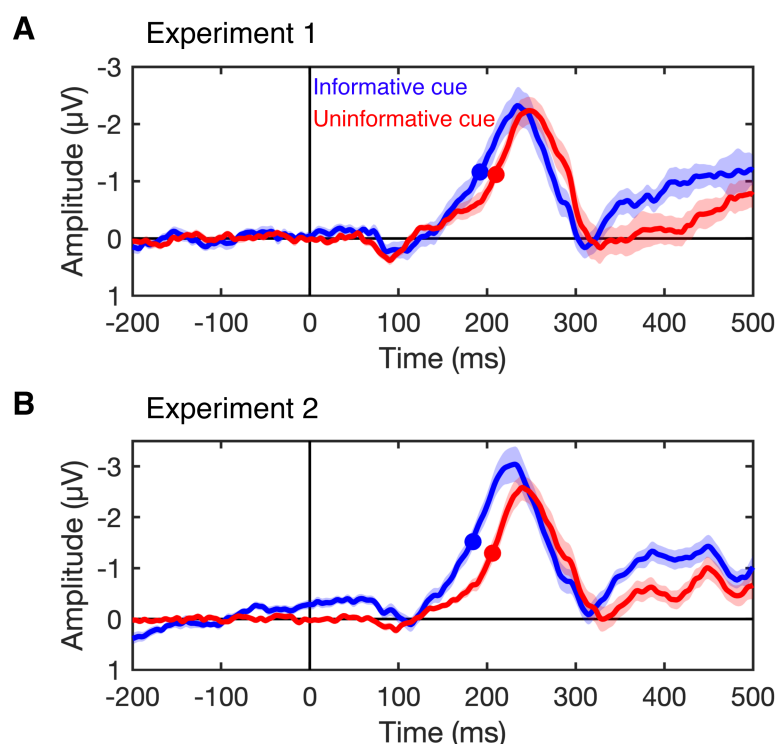 A
Experiment 1
Informative cue
Uninformative cue
-3
-2
-1
0
1
Amplitude (µV)
-200 -100 0 100 200 300 400 500
Time (ms)
B
Experiment 2
-3
-2
-1
0
1
Amplitude (µV)
-200 -100 0 100 200 300 400 500
Time (ms)